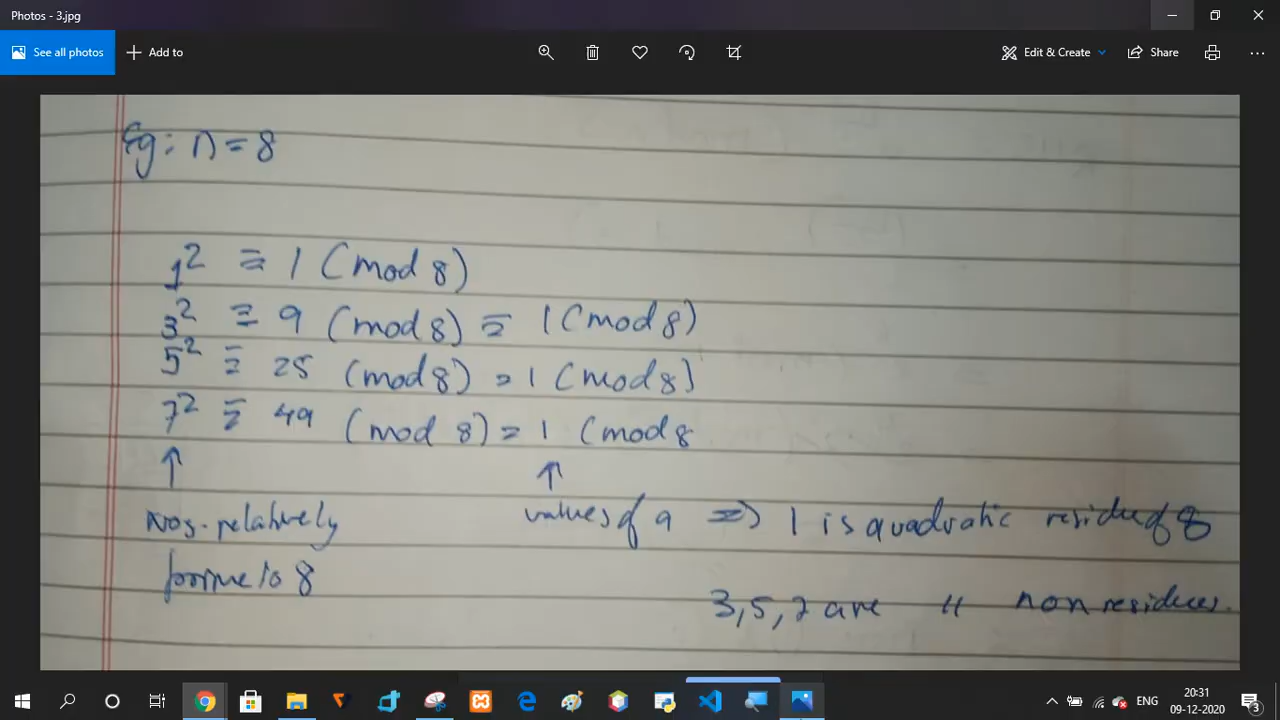 Photos - 3.jpg
See all photos
Add to
Edit & Create
Share
Eg: n = 8
1² ≡ 1 (mod 8)
3² ≡ 9 (mod 8) ≡ 1 (mod 8)
5² ≡ 25 (mod 8) = 1 (mod 8)
7² ≡ 49 (mod 8) = 1 (mod 8
↑ ↑
Nos. relatively values of a ⇒ 1 is quadratic residue of 8
prime to 8
3, 5, 7 are " non residues.
ENG
20:31
09-12-2020
3